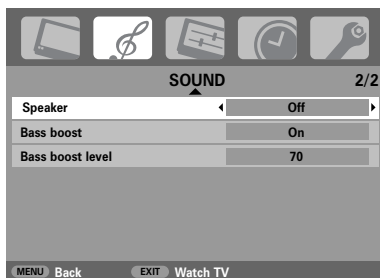 SOUND 2/2
Speaker Off
Bass boost On
Bass boost level 70
MENU Back EXIT Watch TV